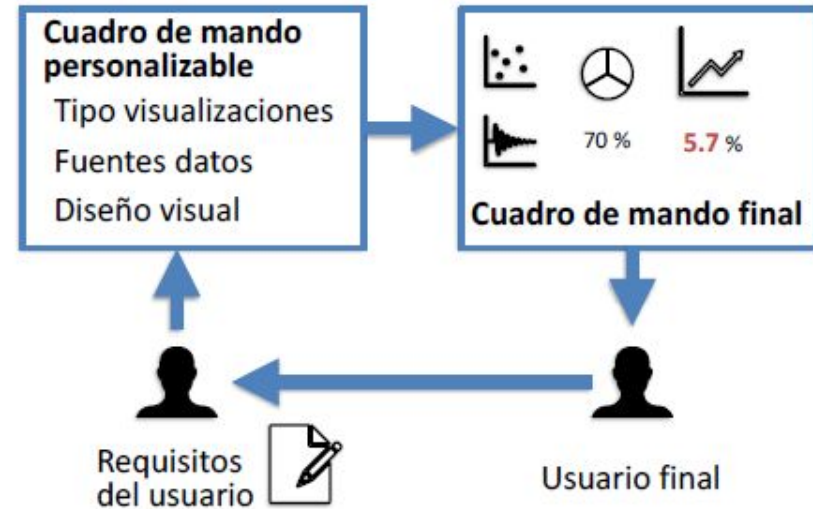 Cuadro de mando
personalizable
Tipo visualizaciones
Fuentes datos
Diseño visual
70 %
5.7 %
Cuadro de mando final
Requisitos
del usuario
Usuario final